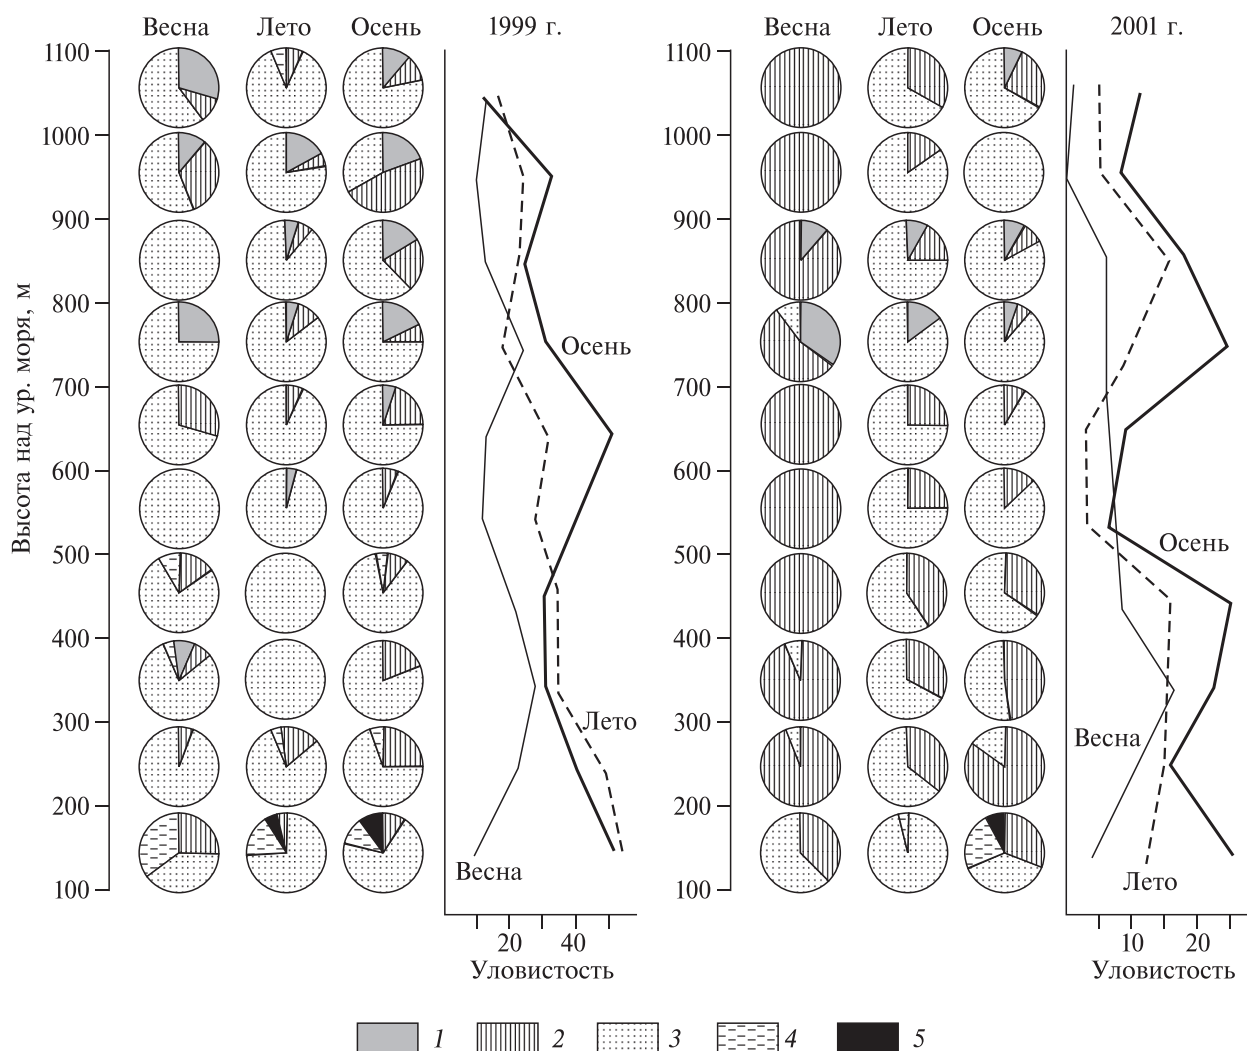 Весна Лето Осень 1999 г. Весна Лето Осень 2001 г.
1100 1100
1000 1000
900 900
800 800
Осень
700 700
600 600
500 500
Осень
400 400
300 300
Лето Весна
200 200
Весна Лето
100 100
Высота над ур. моря, м
20 40 10 20
Уловистость Уловистость
1 2 3 4 5